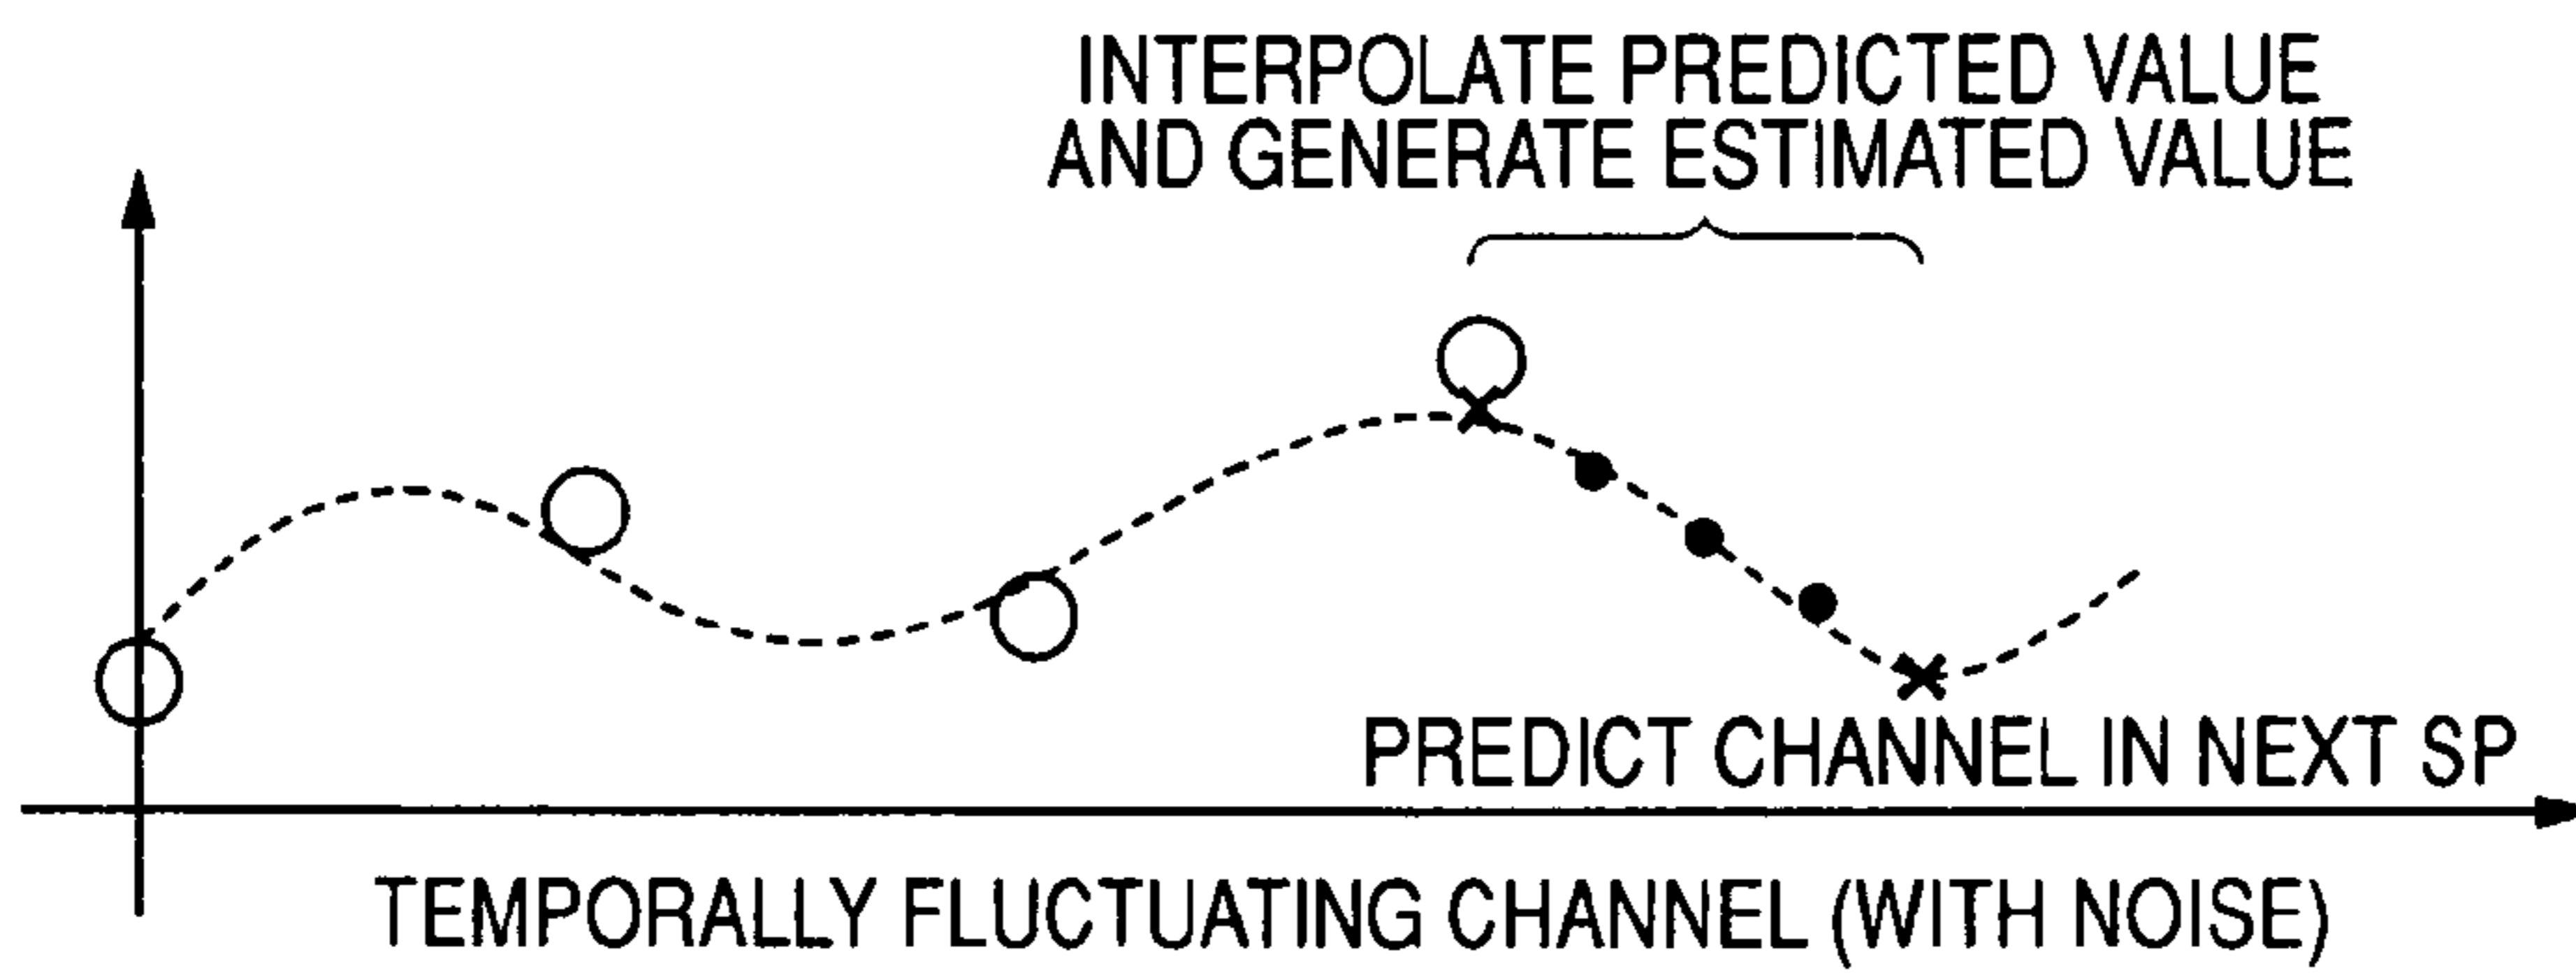 INTERPOLATE PREDICTED VALUE
AND GENERATE ESTIMATED VALUE
PREDICT CHANNEL IN NEXT SP
TEMPORALLY FLUCTUATING CHANNEL (WITH NOISE)